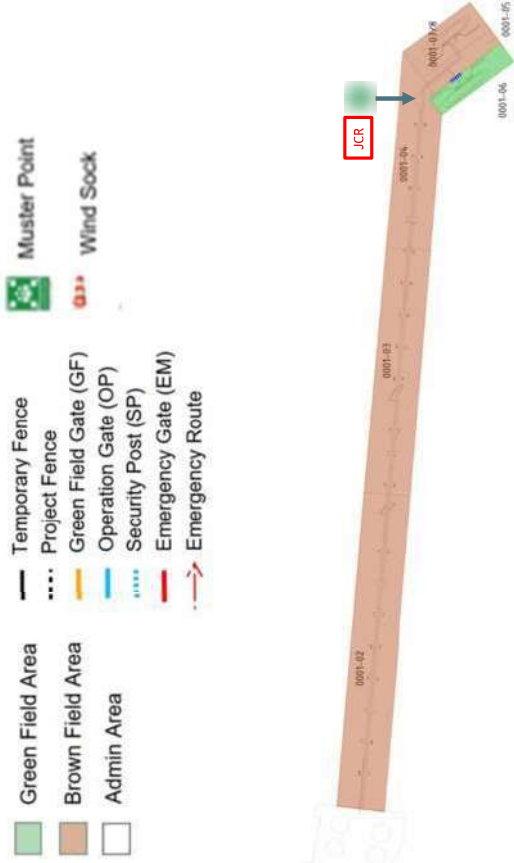 Green Field Area
Brown Field Area
Admin Area
Temporary Fence
Project Fence
Green Field Gate (GF)
Operation Gate (OP)
Security Post (SP)
Emergency Gate (EM)
Emergency Route
Muster Point
Wind Sock
JCR
0001-02
0001-03
0001-04
0001-07/8
0001-05
0001-06